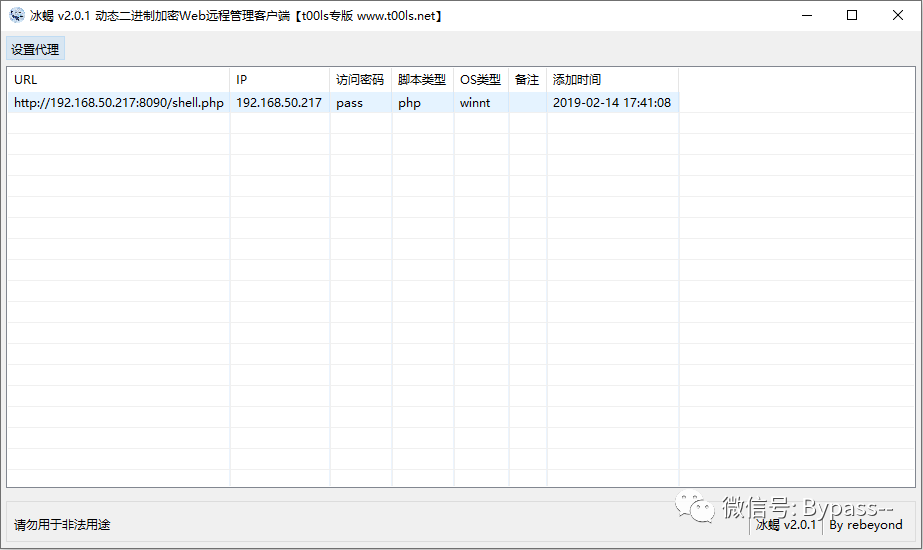 冰蝎 v2.0.1 动态二进制加密Web远程管理客户端【t00ls专版 www.t00ls.net】
设置代理
URL IP 访问密码 脚本类型 OS类型 备注 添加时间
http://192.168.50.217:8090/shell.php 192.168.50.217 pass php winnt 2019-02-14 17:41:08
微信号: Bypass--
请勿用于非法用途 冰蝎 v2.0.1 By rebeyond